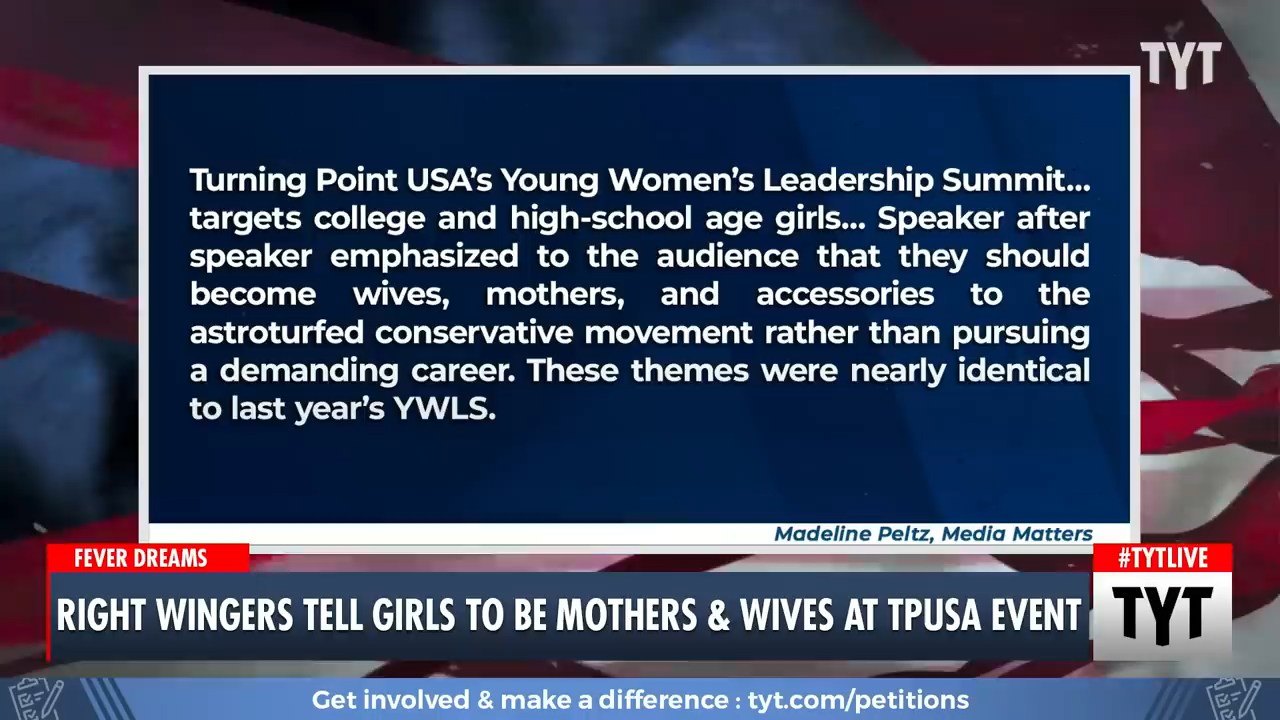 TYT
Turning Point USA's Young Women's Leadership Summit...
targets college and high-school age girls... Speaker after
speaker emphasized to the audience that they should
become wives, mothers, and accessories to the
astroturfed conservative movement rather than pursuing
a demanding career. These themes were nearly identical
to last year's YWLS.
Madeline Peltz, Media Matters
FEVER DREAMS
#TYTLIVE
RIGHT WINGERS TELL GIRLS TO BE MOTHERS & WIVES AT TPUSA EVENT
TYT
Get involved & make a difference : tyt.com/petitions